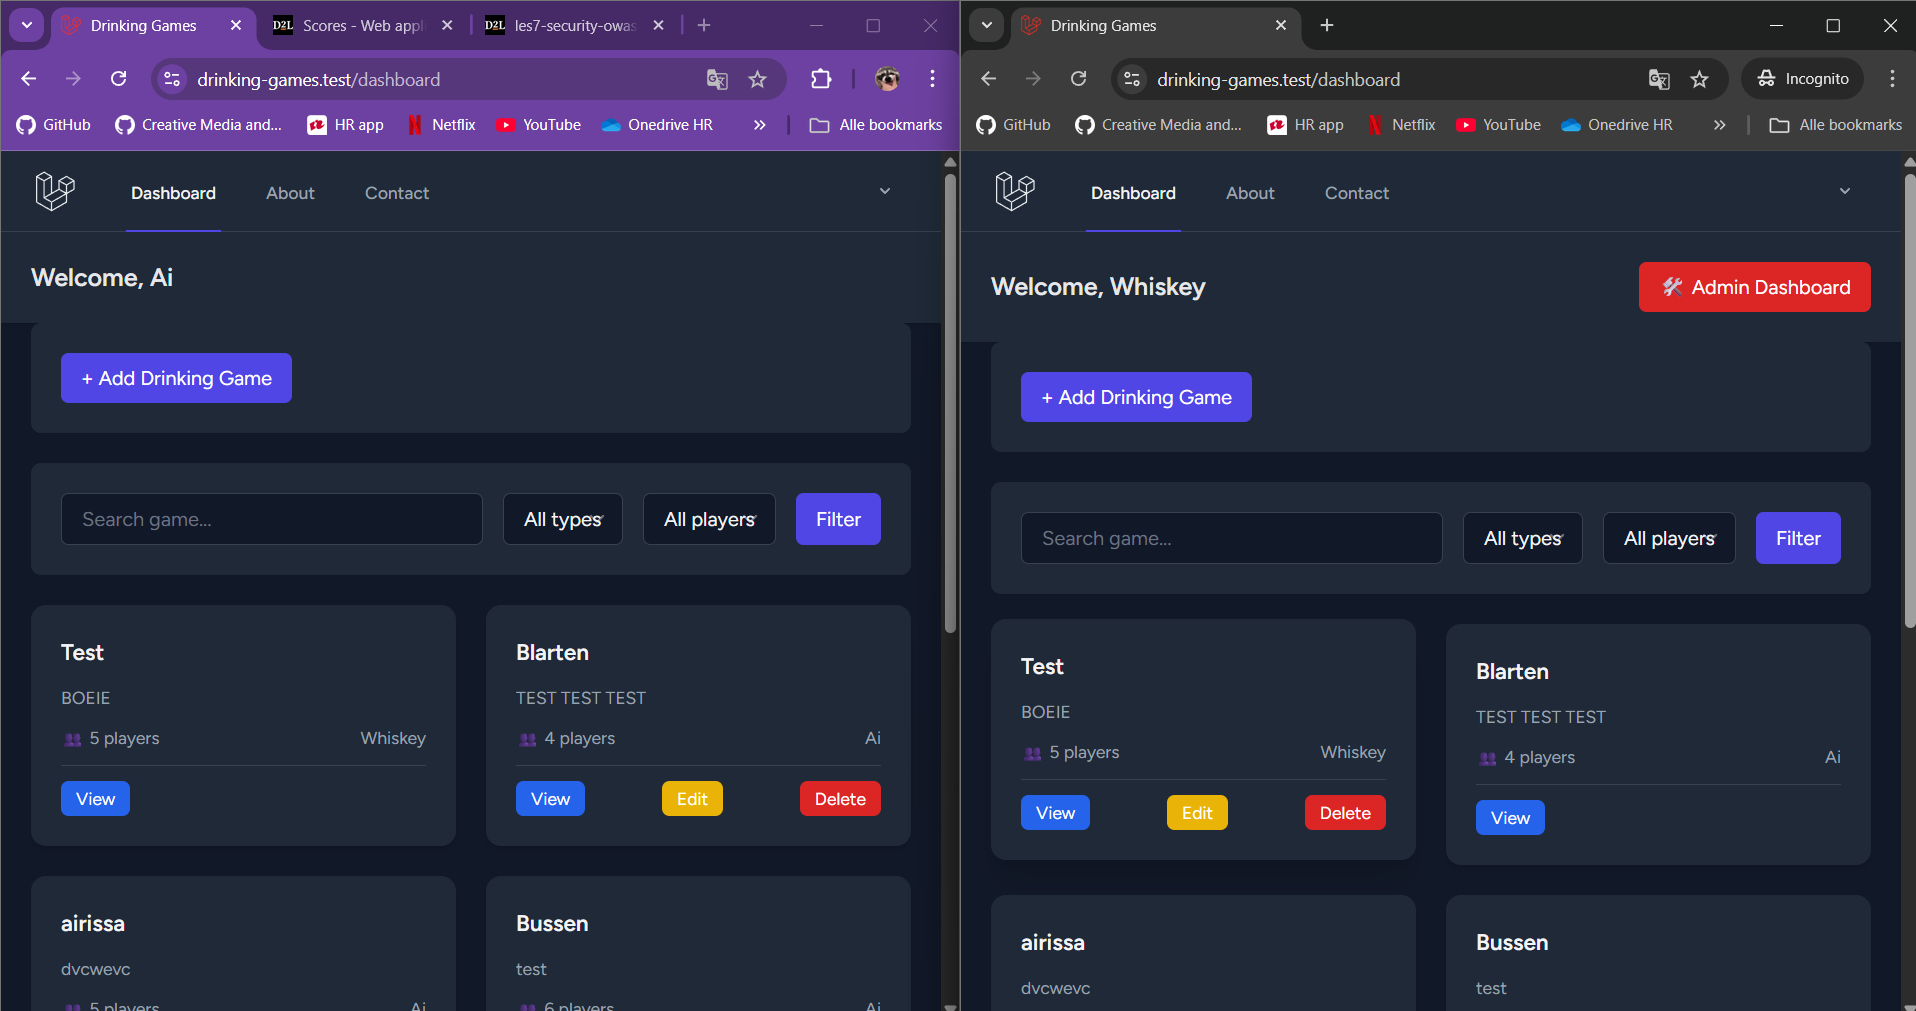 Drinking Games
D2L Scores - Web appli
D2L les7-security-owas
drinking-games.test/dashboard
GitHub
Creative Media and...
HR app
Netflix
YouTube
Onedrive HR
Alle bookmarks
Dashboard
About
Contact
Welcome, Ai
+ Add Drinking Game
Search game...
All types
All players
Filter
Test
BOEIE
5 players
Whiskey
View
Blarten
TEST TEST TEST
4 players
Ai
View
Edit
Delete
airissa
dvcwevc
5 players
Ai
Bussen
test
6 players
Ai
Drinking Games
drinking-games.test/dashboard
Incognito
GitHub
Creative Media and...
HR app
Netflix
YouTube
Onedrive HR
Alle bookmarks
Dashboard
About
Contact
Welcome, Whiskey
Admin Dashboard
+ Add Drinking Game
Search game...
All types
All players
Filter
Test
BOEIE
5 players
Whiskey
View
Edit
Delete
Blarten
TEST TEST TEST
4 players
Ai
View
airissa
dvcwevc
Bussen
test